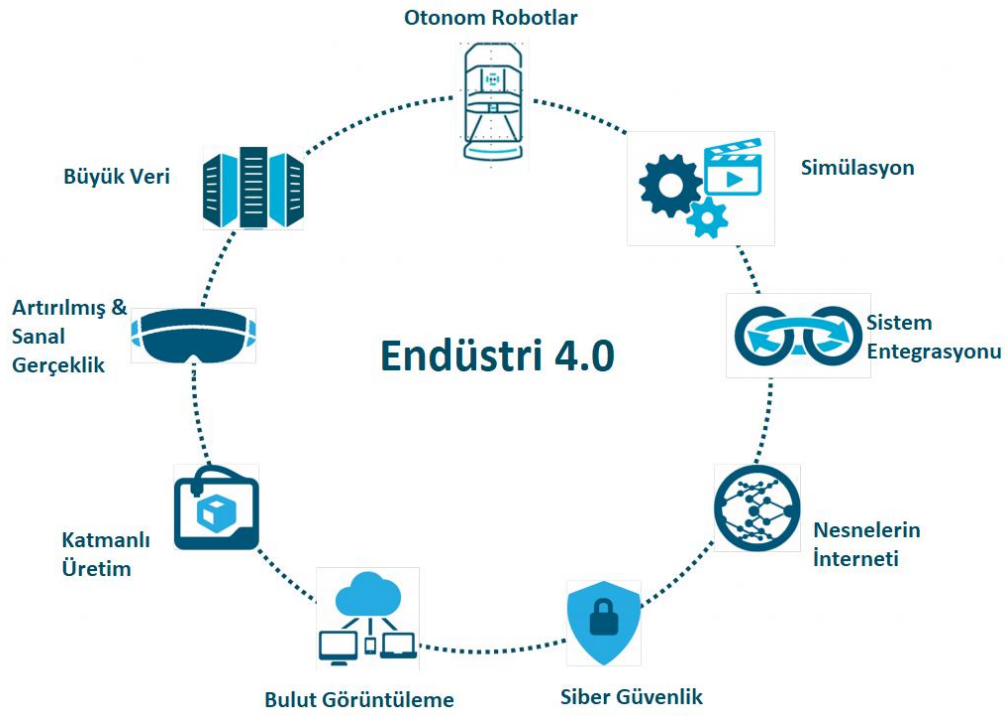 Otonom Robotlar
Büyük Veri
Simülasyon
Artırılmış &
Sanal
Gerçeklik
Endüstri 4.0
Sistem
Entegrasyonu
Katmanlı
Üretim
Nesnelerin
İnterneti
Bulut Görüntüleme
Siber Güvenlik